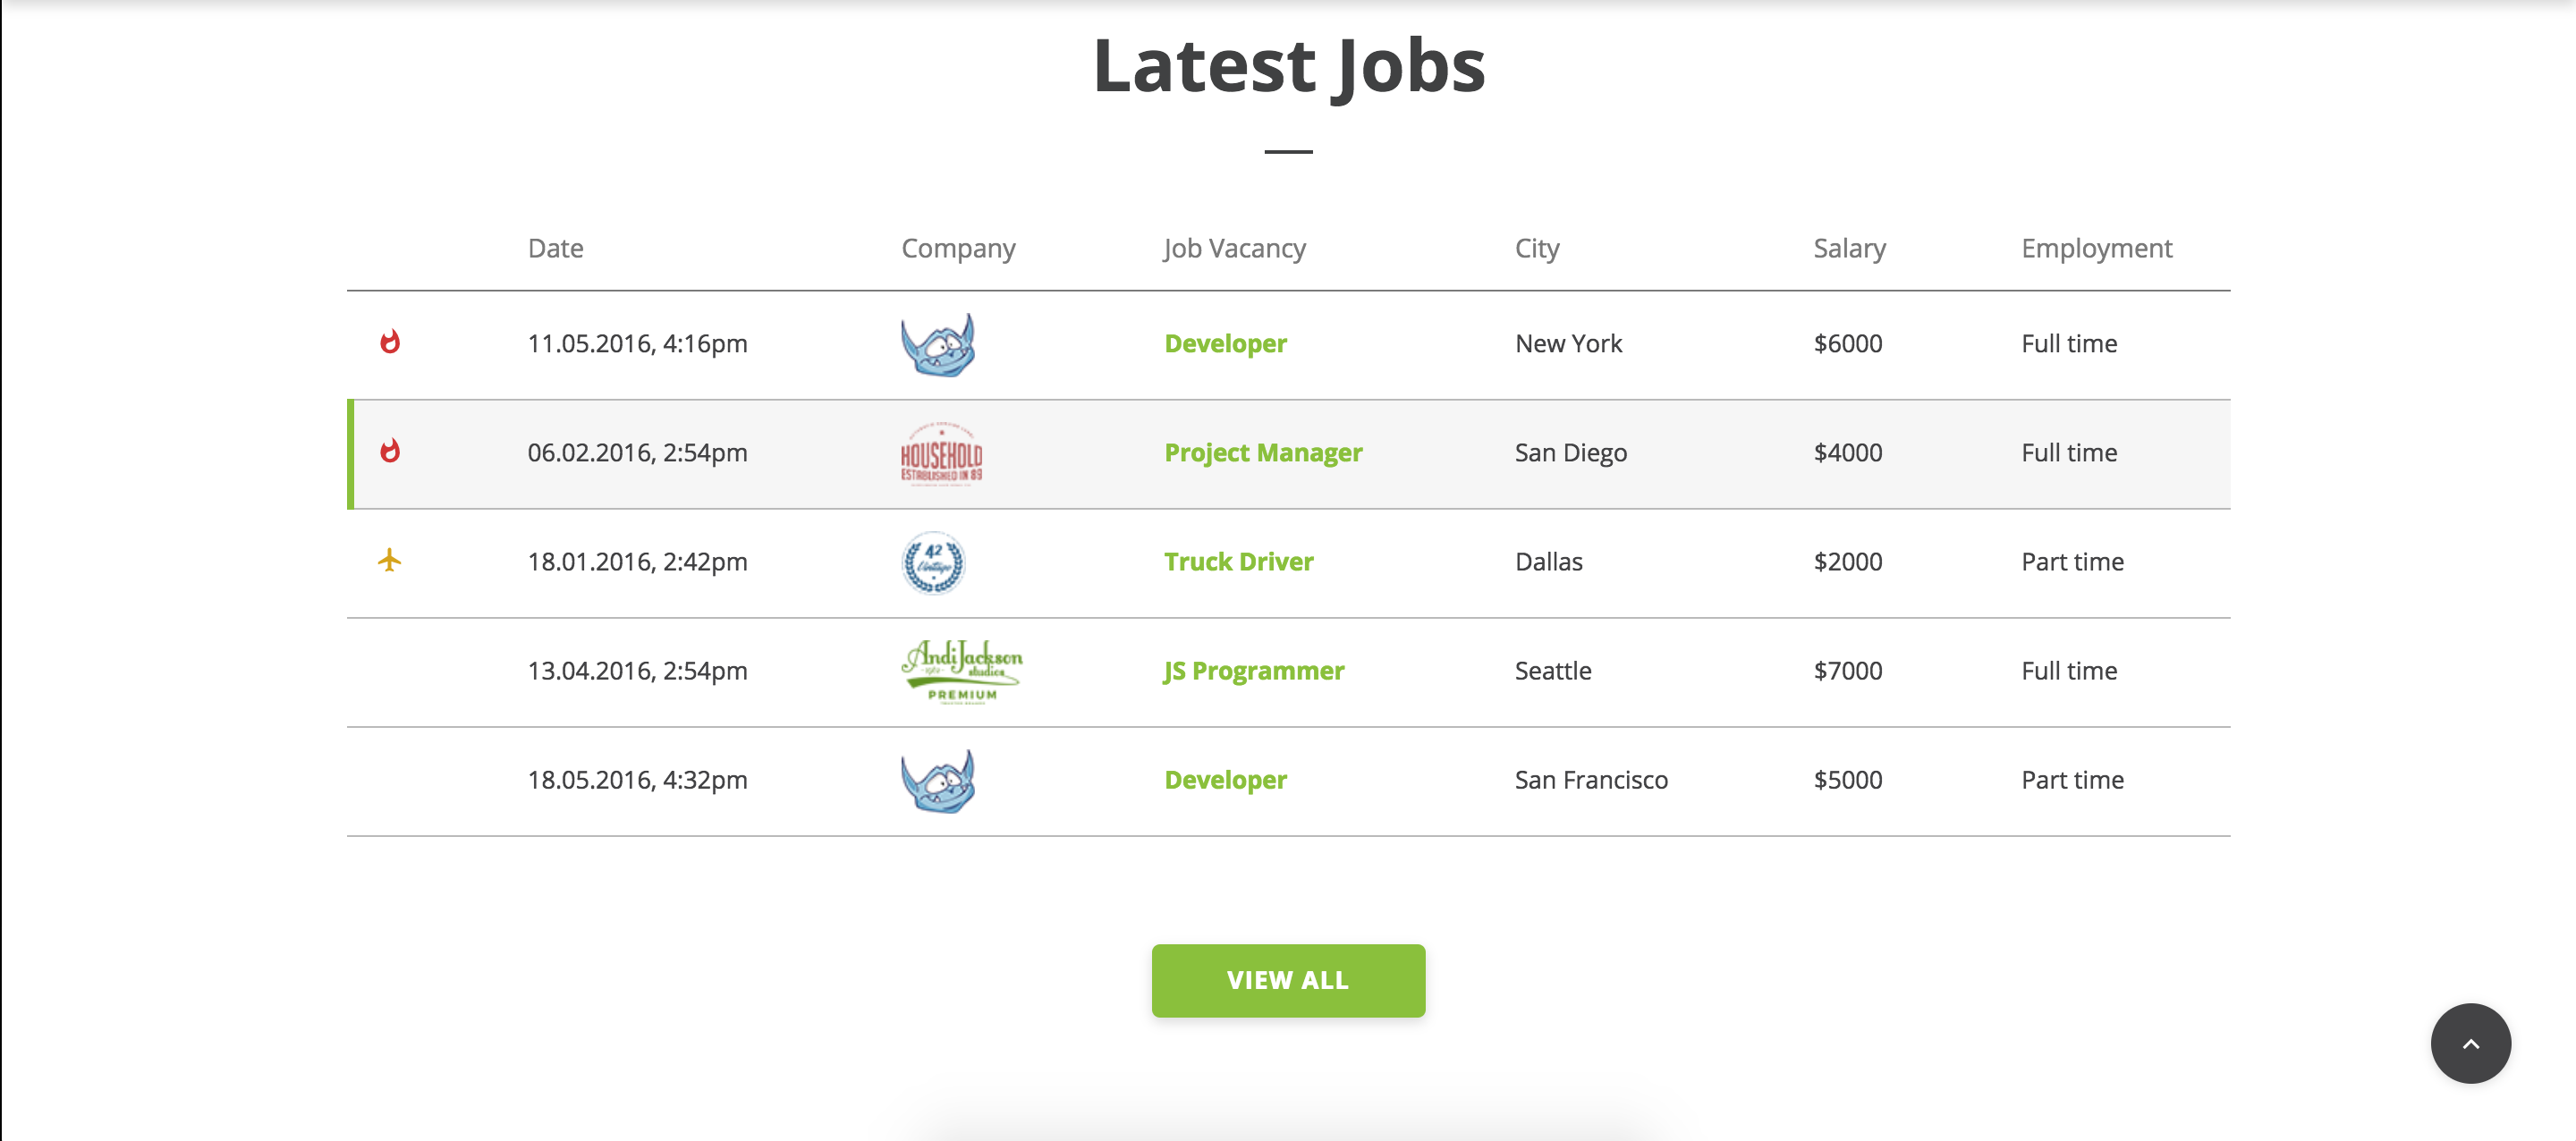 Latest Jobs
Date Company Job Vacancy City Salary Employment
11.05.2016, 4:16pm Developer New York $6000 Full time
06.02.2016, 2:54pm HOUSEHOLD ESTABLISHED IN 89 Project Manager San Diego $4000 Full time
18.01.2016, 2:42pm 42 Vintage Truck Driver Dallas $2000 Part time
13.04.2016, 2:54pm AndiJackson studios PREMIUM JS Programmer Seattle $7000 Full time
18.05.2016, 4:32pm Developer San Francisco $5000 Part time
VIEW ALL